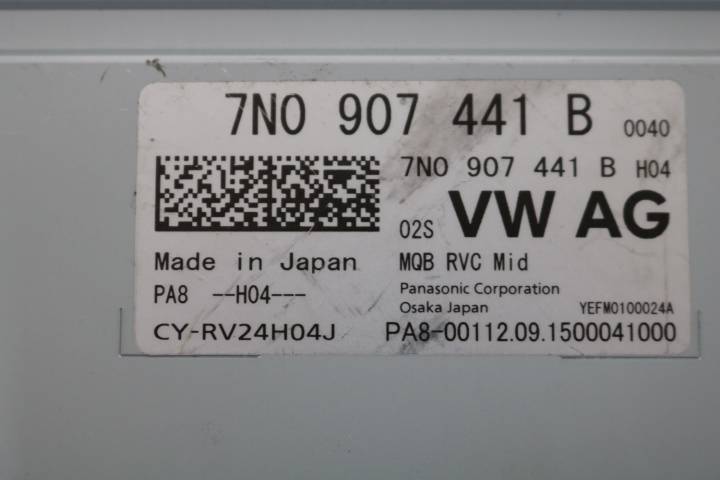 7N0 907 441 B 0040
7N0 907 441 B H04
02S VW AG
Made in Japan MQB RVC Mid
PA8 --H04---
Panasonic Corporation
Osaka Japan YEFM0100024A
CY-RV24H04J PA8-00112.09.1500041000